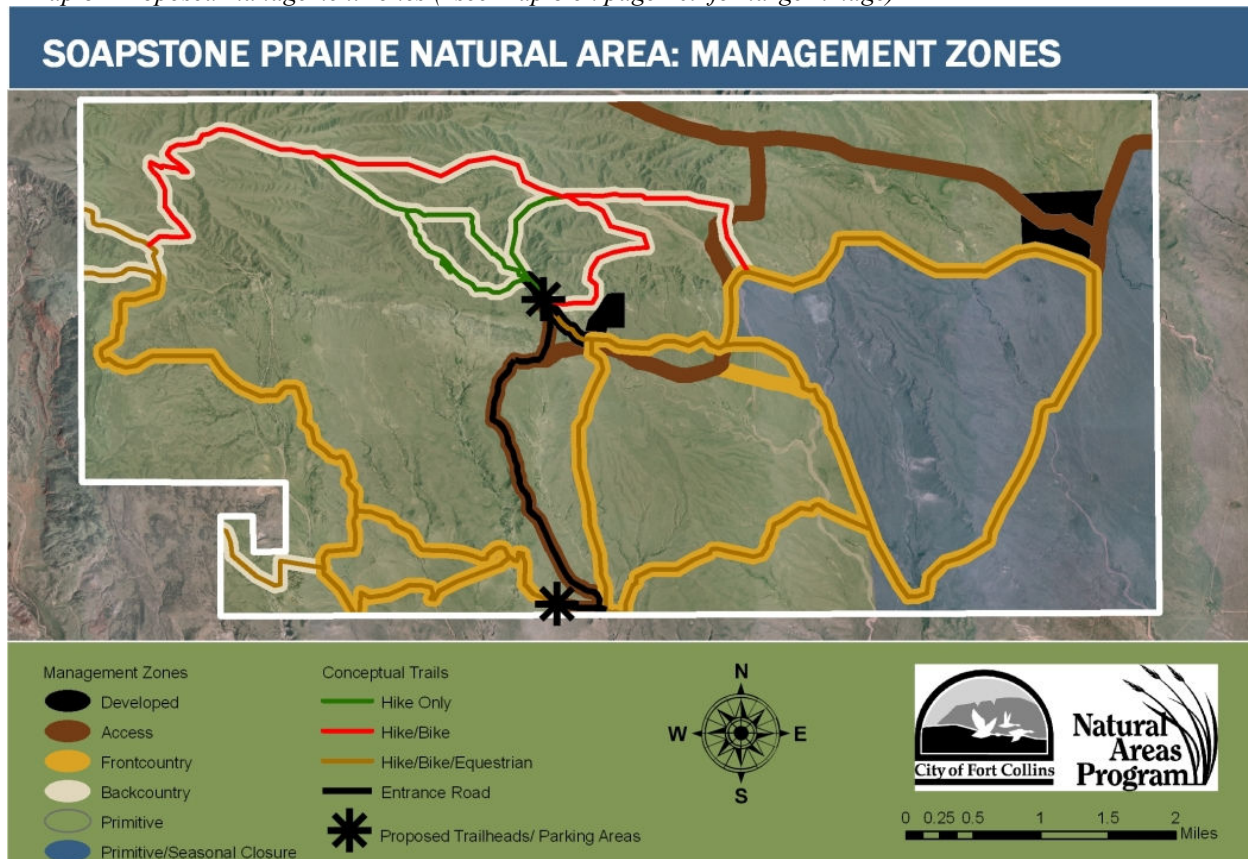 SOAPSTONE PRAIRIE NATURAL AREA: MANAGEMENT ZONES
Management Zones
Developed
Access
Frontcountry
Backcountry
Primitive
Primitive/Seasonal Closure
Conceptual Trails
Hike Only
Hike/Bike
Hike/Bike/Equestrian
Entrance Road
Proposed Trailheads/ Parking Areas
N
W E
S
City of Fort Collins
Natural
Areas
Program
0 0.25 0.5 1 1.5 2
Miles